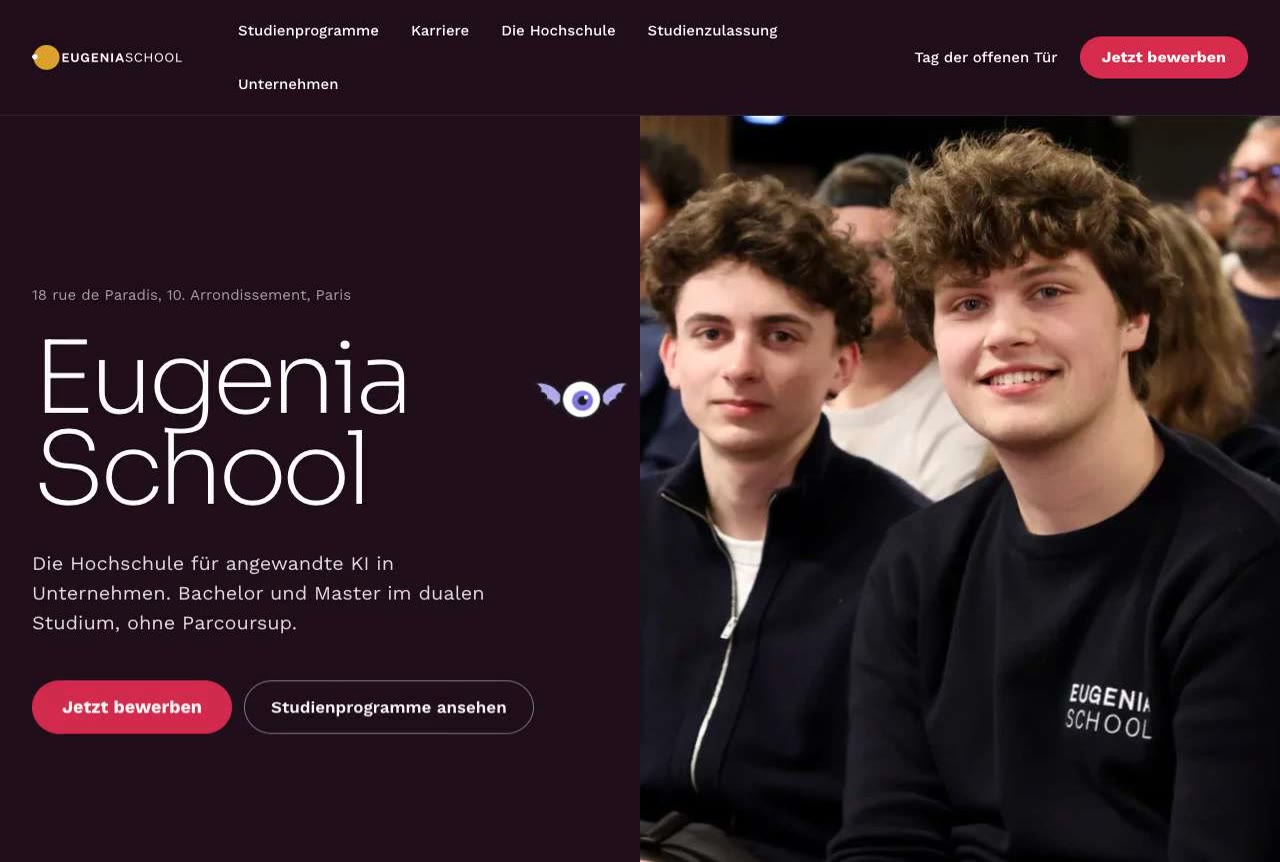 EUGENIASCHOOL
Studienprogramme Karriere Die Hochschule Studienzulassung
Unternehmen
Tag der offenen Tür Jetzt bewerben
18 rue de Paradis, 10. Arrondissement, Paris
Eugenia
School
Die Hochschule für angewandte KI in
Unternehmen. Bachelor und Master im dualen
Studium, ohne Parcoursup.
Jetzt bewerben Studienprogramme ansehen
EUGENIA
SCHOOL